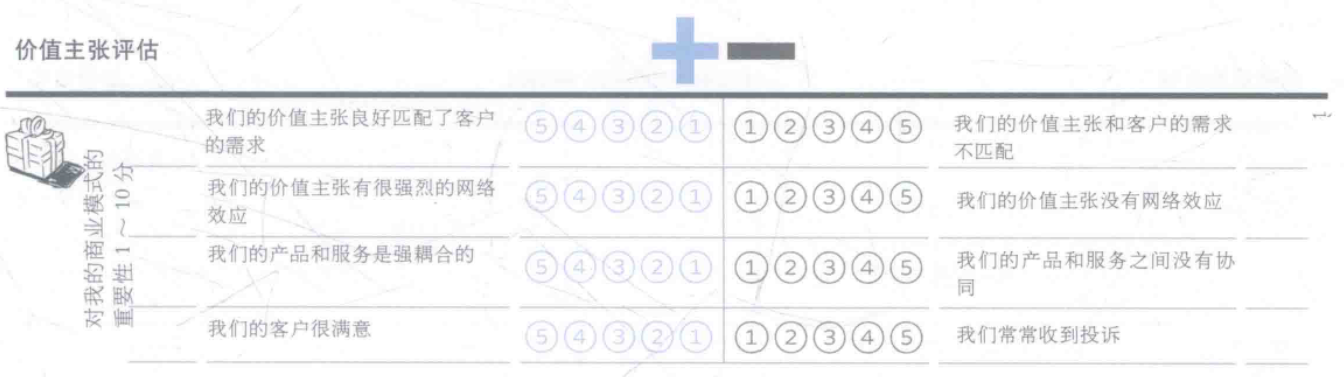 价值主张评估
对我的商业模式的
重要性 1 ～ 10 分
我们的价值主张良好匹配了客户
的需求
⑤④③②① ①②③④⑤
我们的价值主张和客户的需求
不匹配
我们的价值主张有很强烈的网络
效应
⑤④③②① ①②③④⑤
我们的价值主张没有网络效应
我们的产品和服务是强耦合的
⑤④③②① ①②③④⑤
我们的产品和服务之间没有协
同
我们的客户很满意
⑤④③②① ①②③④⑤
我们常常收到投诉